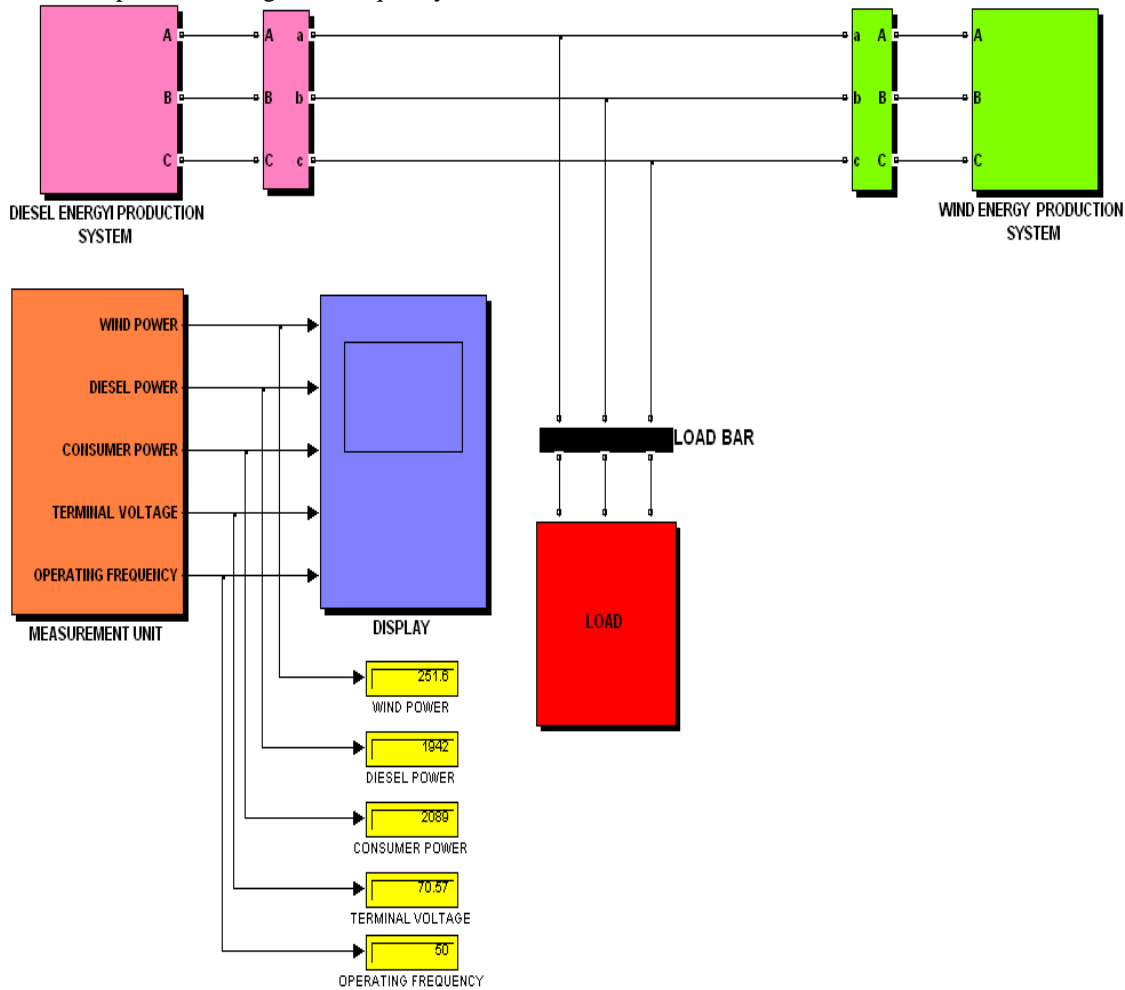 A A a a A A
B B b b B B
C C c c C C
DIESEL ENERGYI PRODUCTION
SYSTEM
WIND ENERGY PRODUCTION
SYSTEM
WIND POWER
DIESEL POWER
CONSUMER POWER
TERMINAL VOLTAGE
OPERATING FREQUENCY
MEASUREMENT UNIT
DISPLAY
LOAD BAR
LOAD
251.6
WIND POWER
1942
DIESEL POWER
2089
CONSUMER POWER
70.57
TERMINAL VOLTAGE
50
OPERATING FREQUENCY